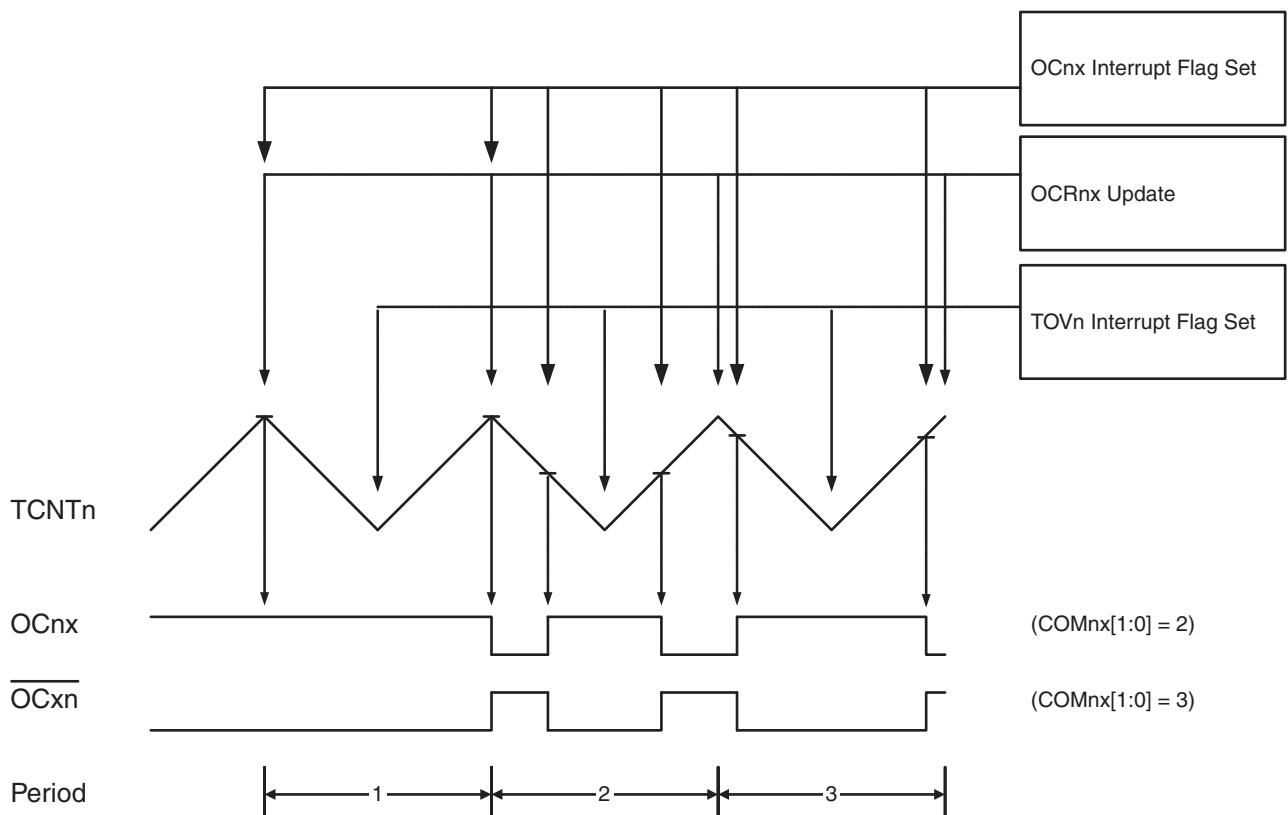 OCnx Interrupt Flag Set
OCRnx Update
TOVn Interrupt Flag Set
TCNTn
OCnx
(COMnx[1:0] = 2)
OCxn
(COMnx[1:0] = 3)
Period
1
2
3